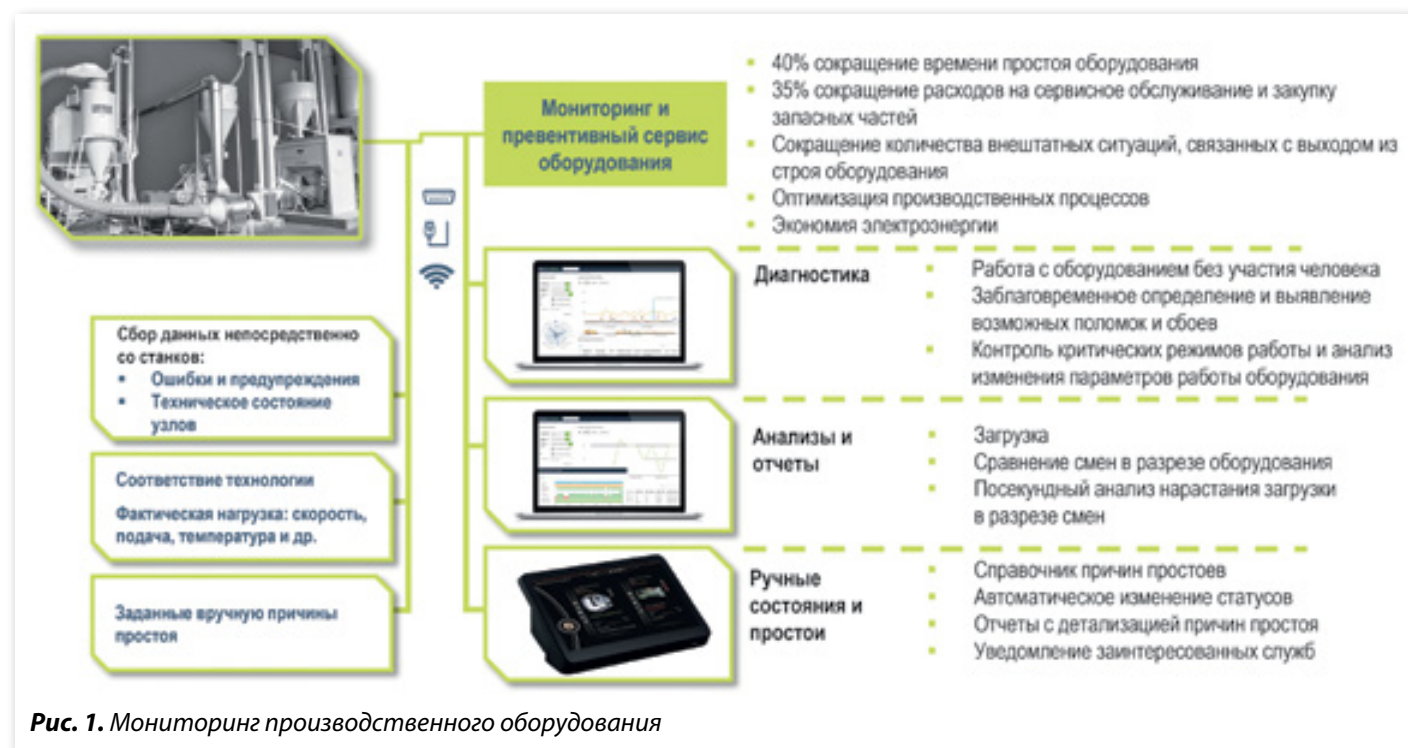 Мониторинг и
превентивный сервис
оборудования
40% сокращение времени простоя оборудования
35% сокращение расходов на сервисное обслуживание и закупку
запасных частей
Сокращение количества внештатных ситуаций, связанных с выходом из
строя оборудования
Оптимизация производственных процессов
Экономия электроэнергии
Сбор данных непосредственно
со станков:
Ошибки и предупреждения
Техническое состояние
узлов
Соответствие технологии
Фактическая нагрузка: скорость,
подача, температура и др.
Заданные вручную причины
простоя
Диагностика
Работа с оборудованием без участия человека
Заблаговременное определение и выявление
возможных поломок и сбоев
Контроль критических режимов работы и анализ
изменения параметров работы оборудования
Анализы и
отчеты
Загрузка
Сравнение смен в разрезе оборудования
Посекундный анализ нарастания загрузки
в разрезе смен
Ручные
состояния и
простои
Справочник причин простоев
Автоматическое изменение статусов
Отчеты с детализацией причин простоя
Уведомление заинтересованных служб
Рис. 1. Мониторинг производственного оборудования